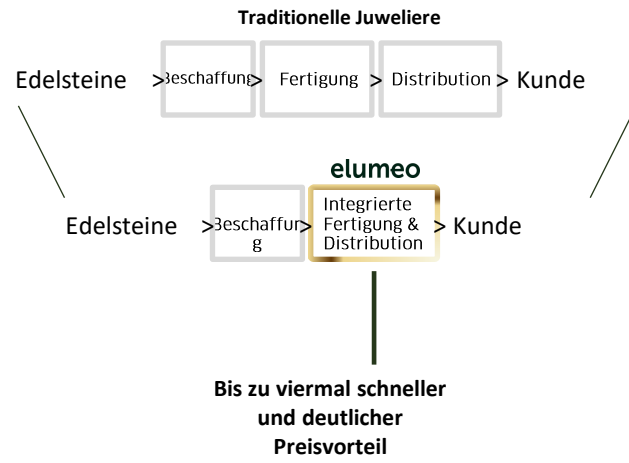 Traditionelle Juweliere
Edelsteine > Beschaffung > Fertigung > Distribution > Kunde
elumeo
Edelsteine > Beschaffun
g > Integrierte
Fertigung &
Distribution > Kunde
Bis zu viermal schneller
und deutlicher
Preisvorteil